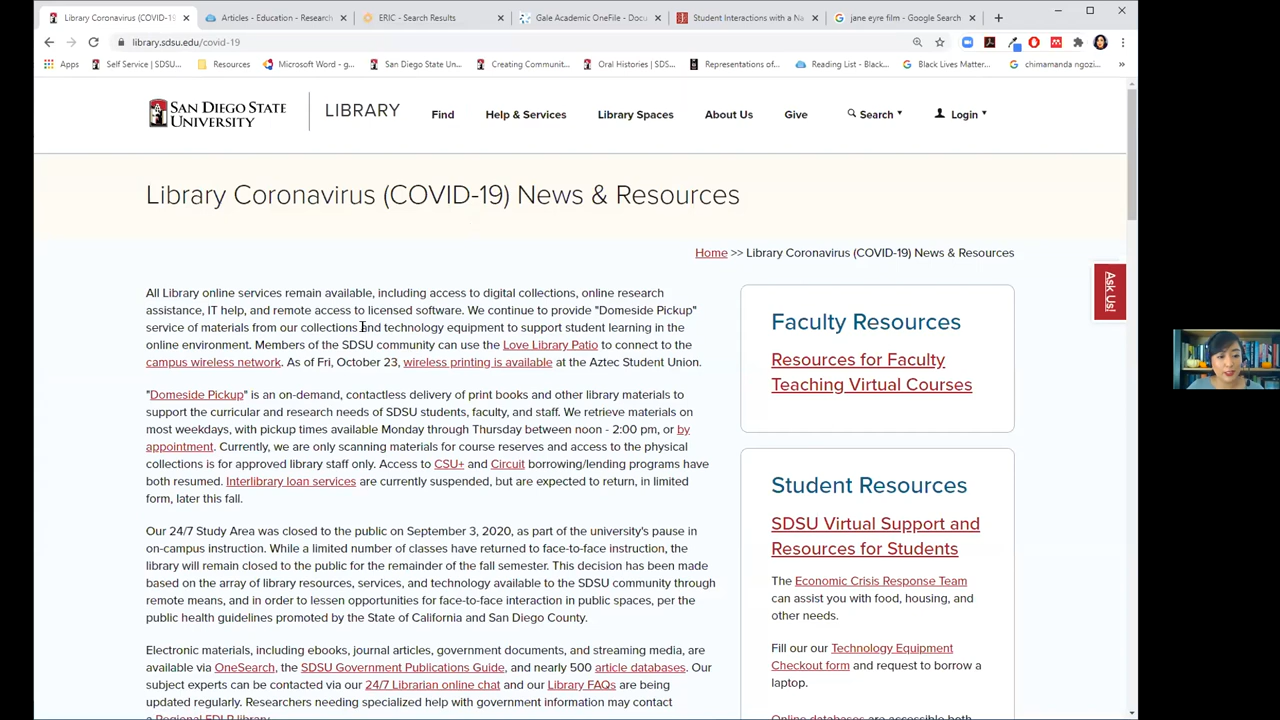 Library Coronavirus (COVID-19)
Articles - Education - Research
ERIC - Search Results
Gale Academic OneFile - Docu
Student Interactions with a Na
jane eyre film - Google Search
library.sdsu.edu/covid-19
Apps
Self Service | SDSU...
Resources
Microsoft Word - g...
San Diego State Un...
Creating Communit...
Oral Histories | SDS...
Representations of...
Reading List - Black...
Black Lives Matter...
chimamanda ngozi...
SAN DIEGO STATE
UNIVERSITY
LIBRARY
Find
Help & Services
Library Spaces
About Us
Give
Search
Login
Library Coronavirus (COVID-19) News & Resources
Home >> Library Coronavirus (COVID-19) News & Resources
All Library online services remain available, including access to digital collections, online research
assistance, IT help, and remote access to licensed software. We continue to provide "Domeside Pickup"
service of materials from our collections and technology equipment to support student learning in the
online environment. Members of the SDSU community can use the Love Library Patio to connect to the
campus wireless network. As of Fri, October 23, wireless printing is available at the Aztec Student Union.
"Domeside Pickup" is an on-demand, contactless delivery of print books and other library materials to
support the curricular and research needs of SDSU students, faculty, and staff. We retrieve materials on
most weekdays, with pickup times available Monday through Thursday between noon - 2:00 pm, or by
appointment. Currently, we are only scanning materials for course reserves and access to the physical
collections is for approved library staff only. Access to CSU+ and Circuit borrowing/lending programs have
both resumed. Interlibrary loan services are currently suspended, but are expected to return, in limited
form, later this fall.
Our 24/7 Study Area was closed to the public on September 3, 2020, as part of the university's pause in
on-campus instruction. While a limited number of classes have returned to face-to-face instruction, the
library will remain closed to the public for the remainder of the fall semester. This decision has been made
based on the array of library resources, services, and technology available to the SDSU community through
remote means, and in order to lessen opportunities for face-to-face interaction in public spaces, per the
public health guidelines promoted by the State of California and San Diego County.
Electronic materials, including ebooks, journal articles, government documents, and streaming media, are
available via OneSearch, the SDSU Government Publications Guide, and nearly 500 article databases. Our
subject experts can be contacted via our 24/7 Librarian online chat and our Library FAQs are being
updated regularly. Researchers needing specialized help with government information may contact
a Regional FDLP library.
Faculty Resources
Resources for Faculty
Teaching Virtual Courses
Student Resources
SDSU Virtual Support and
Resources for Students
The Economic Crisis Response Team
can assist you with food, housing, and
other needs.
Fill our our Technology Equipment
Checkout form and request to borrow a
laptop.
Online databases are accessible both
Ask Us!